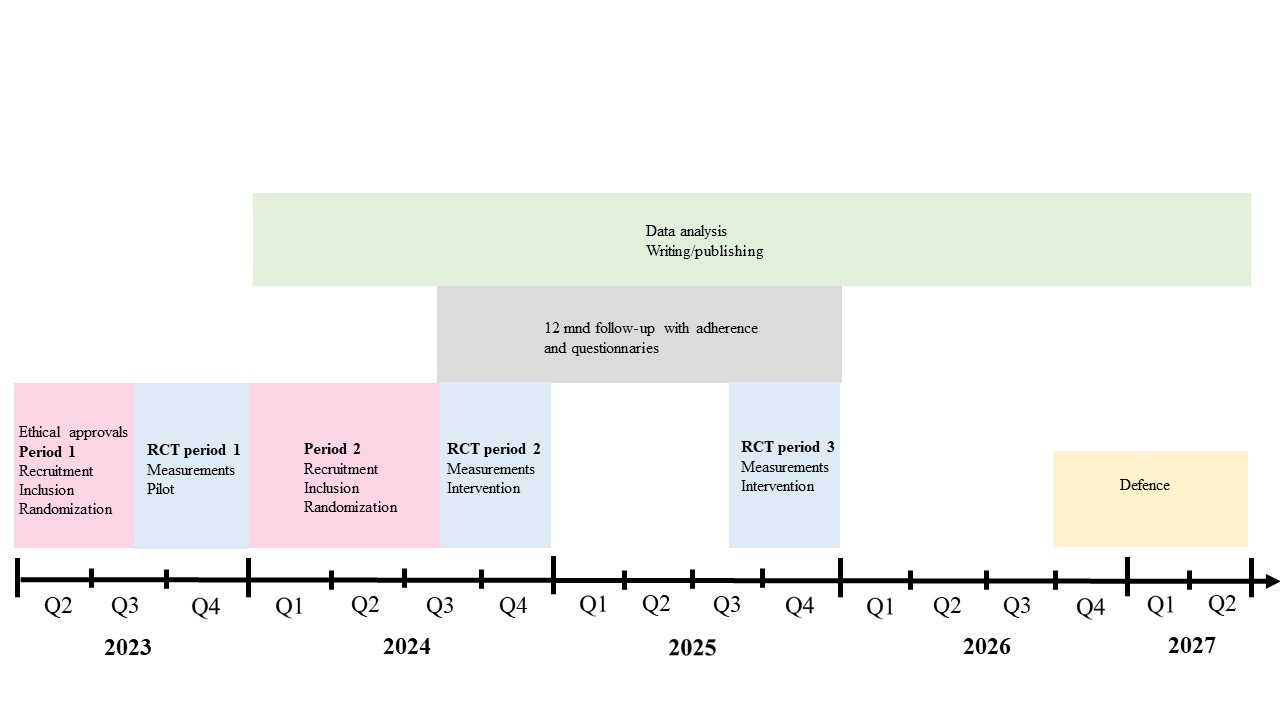 Data analysis
Writing/publishing
12 mnd follow-up with adherence
and questionnaries
Ethical approvals
Period 1
Recruitment
Inclusion
Randomization
RCT period 1
Measurements
Pilot
Period 2
Recruitment
Inclusion
Randomization
RCT period 2
Measurements
Intervention
RCT period 3
Measurements
Intervention
Defence
Q2 Q3 Q4 Q1 Q2 Q3 Q4 Q1 Q2 Q3 Q4 Q1 Q2 Q3 Q4 Q1 Q2
2023 2024 2025 2026 2027